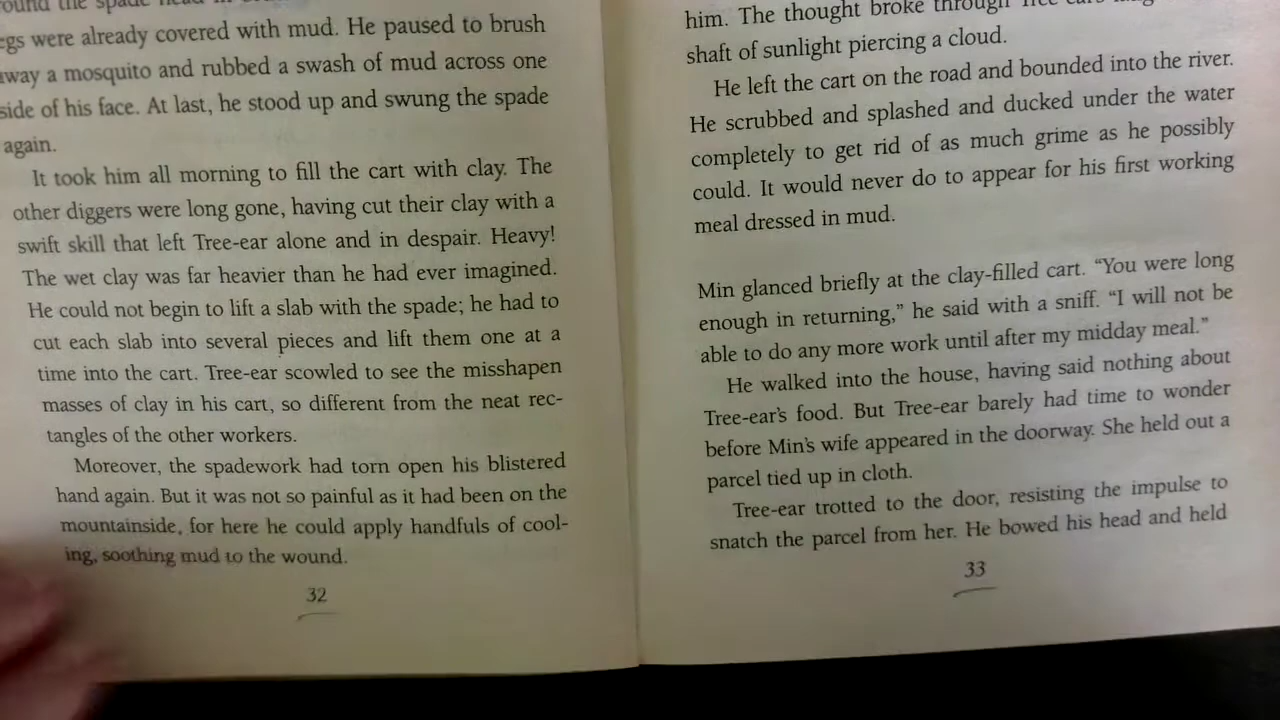 ound the spade head in
egs were already covered with mud. He paused to brush
away a mosquito and rubbed a swash of mud across one
side of his face. At last, he stood up and swung the spade
again.
It took him all morning to fill the cart with clay. The
other diggers were long gone, having cut their clay with a
swift skill that left Tree-ear alone and in despair. Heavy!
The wet clay was far heavier than he had ever imagined.
He could not begin to lift a slab with the spade; he had to
cut each slab into several pieces and lift them one at a
time into the cart. Tree-ear scowled to see the misshapen
masses of clay in his cart, so different from the neat rec-
tangles of the other workers.
Moreover, the spadework had torn open his blistered
hand again. But it was not so painful as it had been on the
mountainside, for here he could apply handfuls of cool-
ing, soothing mud to the wound.
32
him. The thought broke through
shaft of sunlight piercing a cloud.
He left the cart on the road and bounded into the river.
He scrubbed and splashed and ducked under the water
completely to get rid of as much grime as he possibly
could. It would never do to appear for his first working
meal dressed in mud.
Min glanced briefly at the clay-filled cart. “You were long
enough in returning,” he said with a sniff. “I will not be
able to do any more work until after my midday meal.”
He walked into the house, having said nothing about
Tree-ear’s food. But Tree-ear barely had time to wonder
before Min’s wife appeared in the doorway. She held out a
parcel tied up in cloth.
Tree-ear trotted to the door, resisting the impulse to
snatch the parcel from her. He bowed his head and held
33